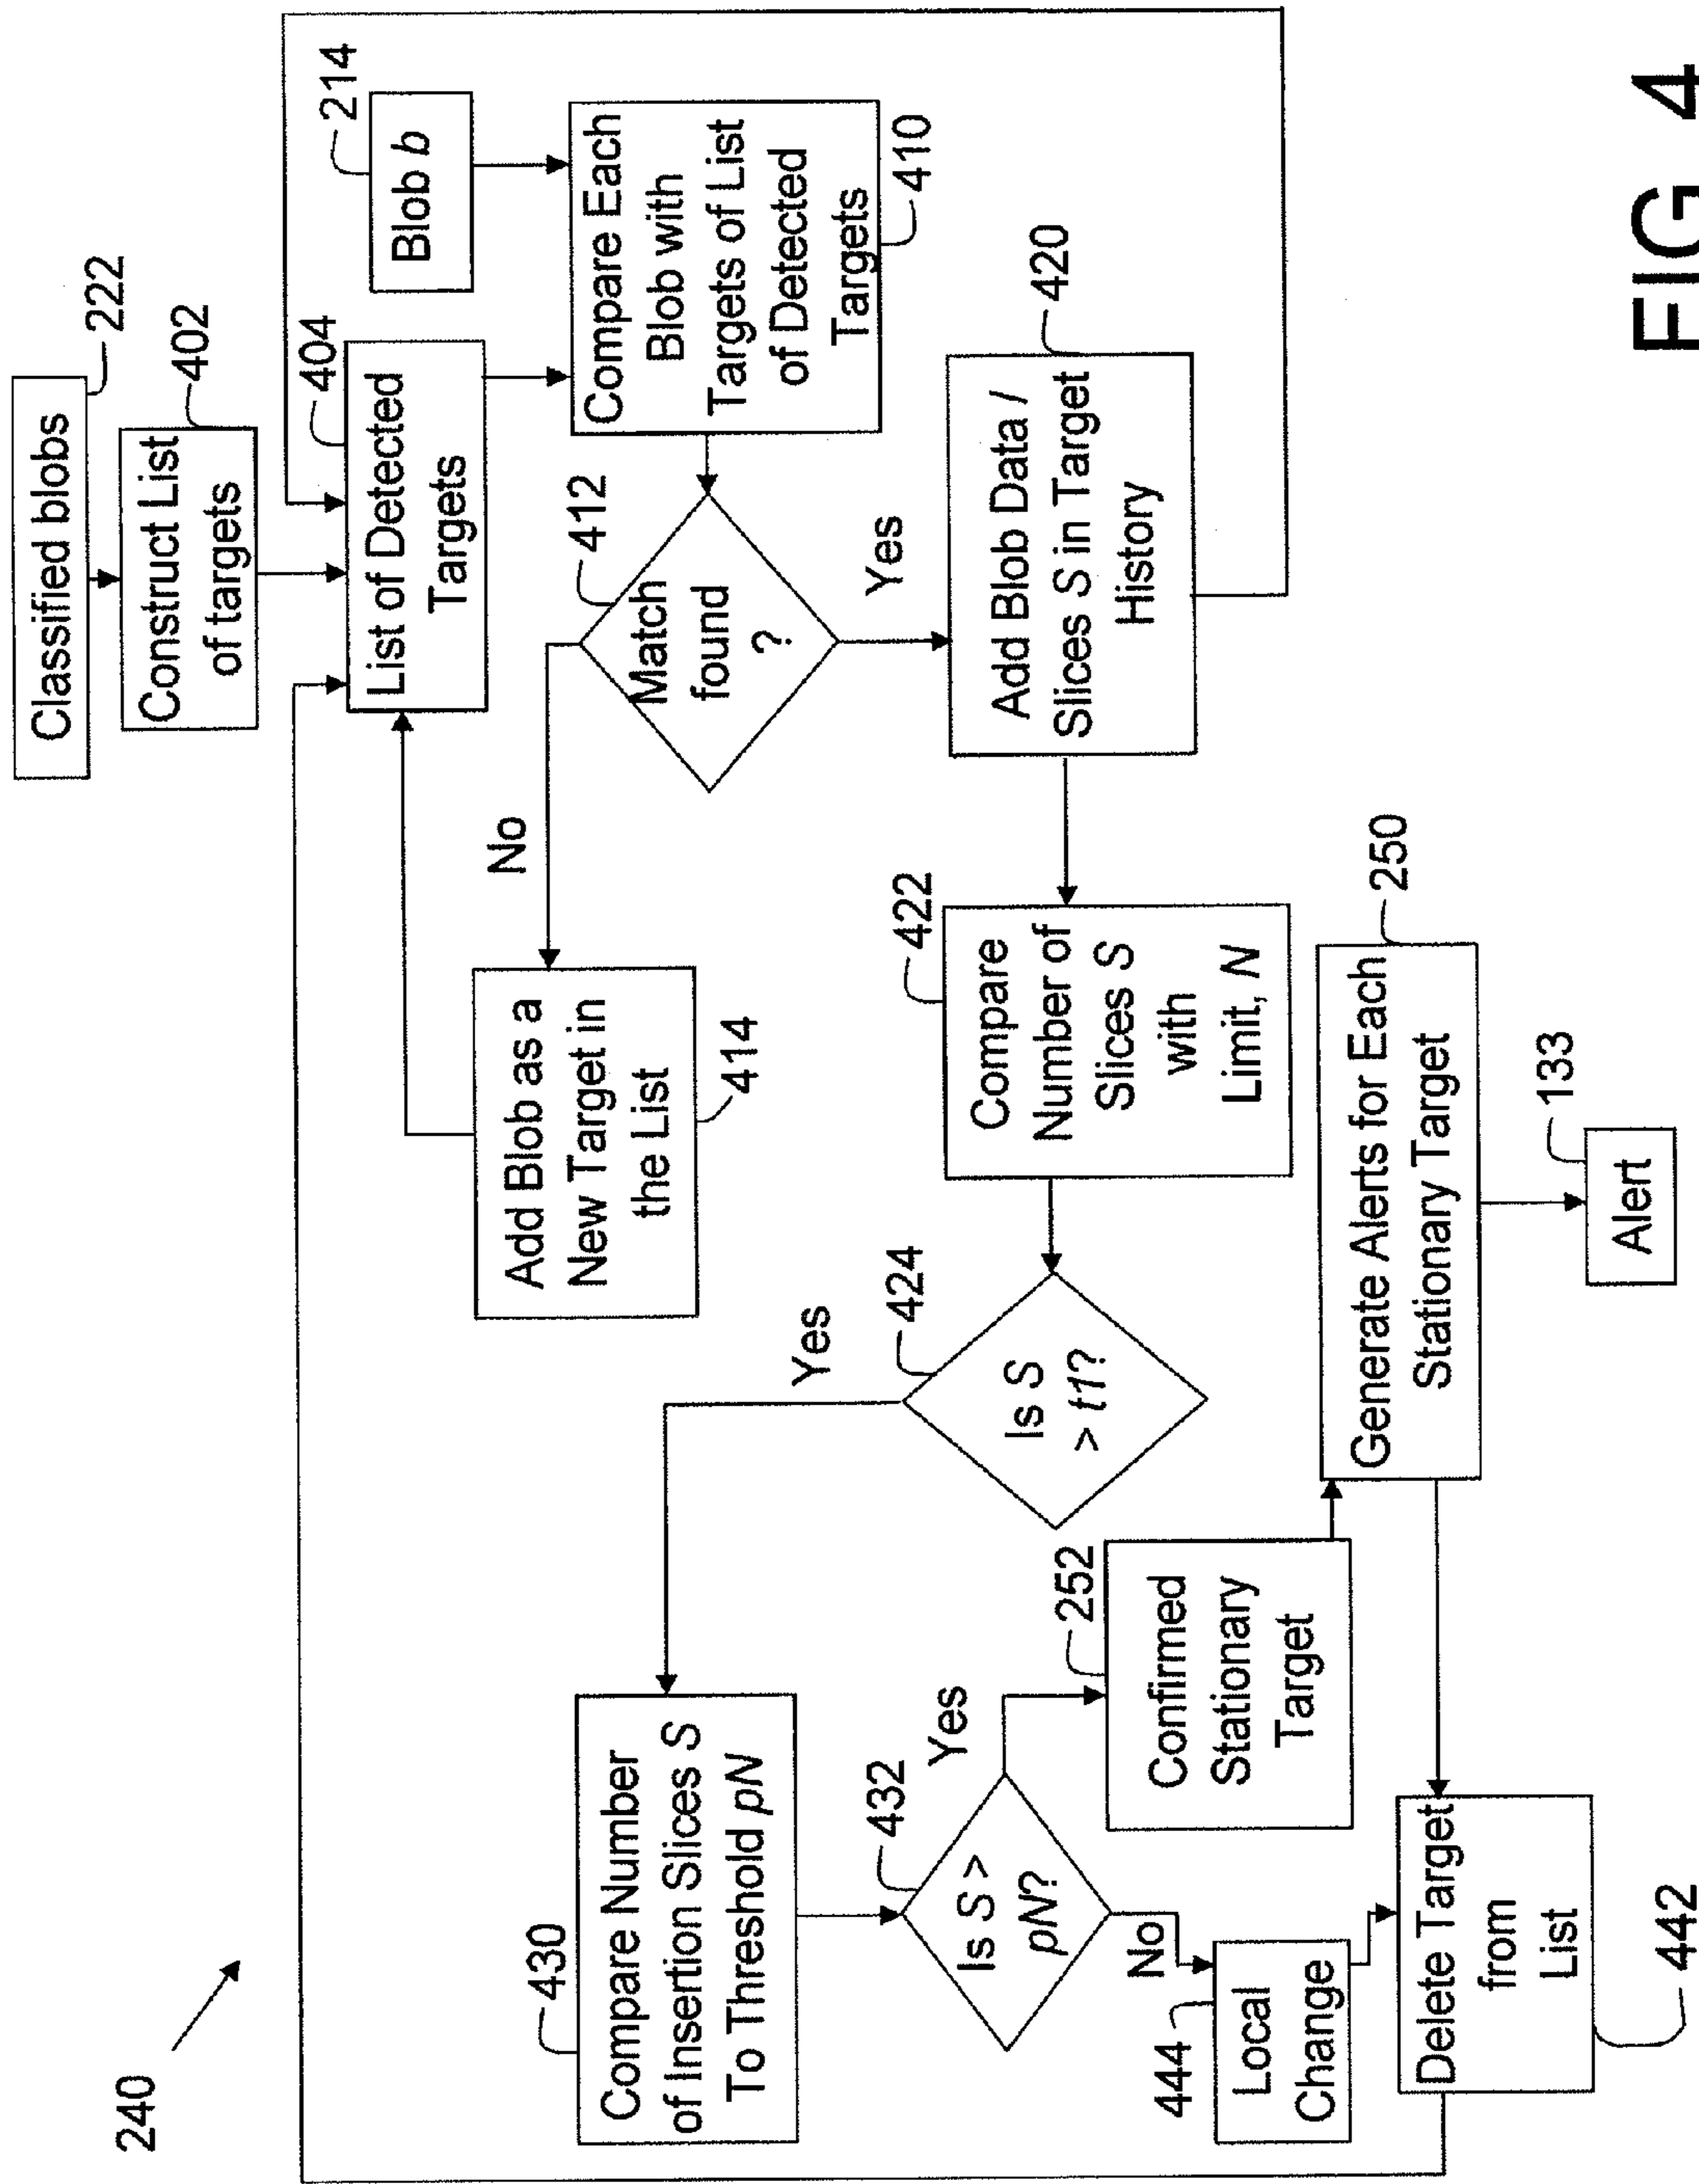 240
Classified blobs
222
Construct List
of targets
402
List of Detected
Targets
404
Blob b
214
Compare Each
Blob with
Targets of List
of Detected
Targets
410
Match
found
?
412
No
Yes
Add Blob as a
New Target in
the List
414
Add Blob Data /
Slices S in Target
History
420
Compare
Number of
Slices S
with
Limit, N
422
Is S
> t1?
424
Yes
Compare Number
of Insertion Slices S
To Threshold pN
430
Is S >
pN?
432
Yes
No
Confirmed
Stationary
Target
252
Generate Alerts for Each
Stationary Target
250
Alert
133
Local
Change
444
Delete Target
from
List
442
FIG 4